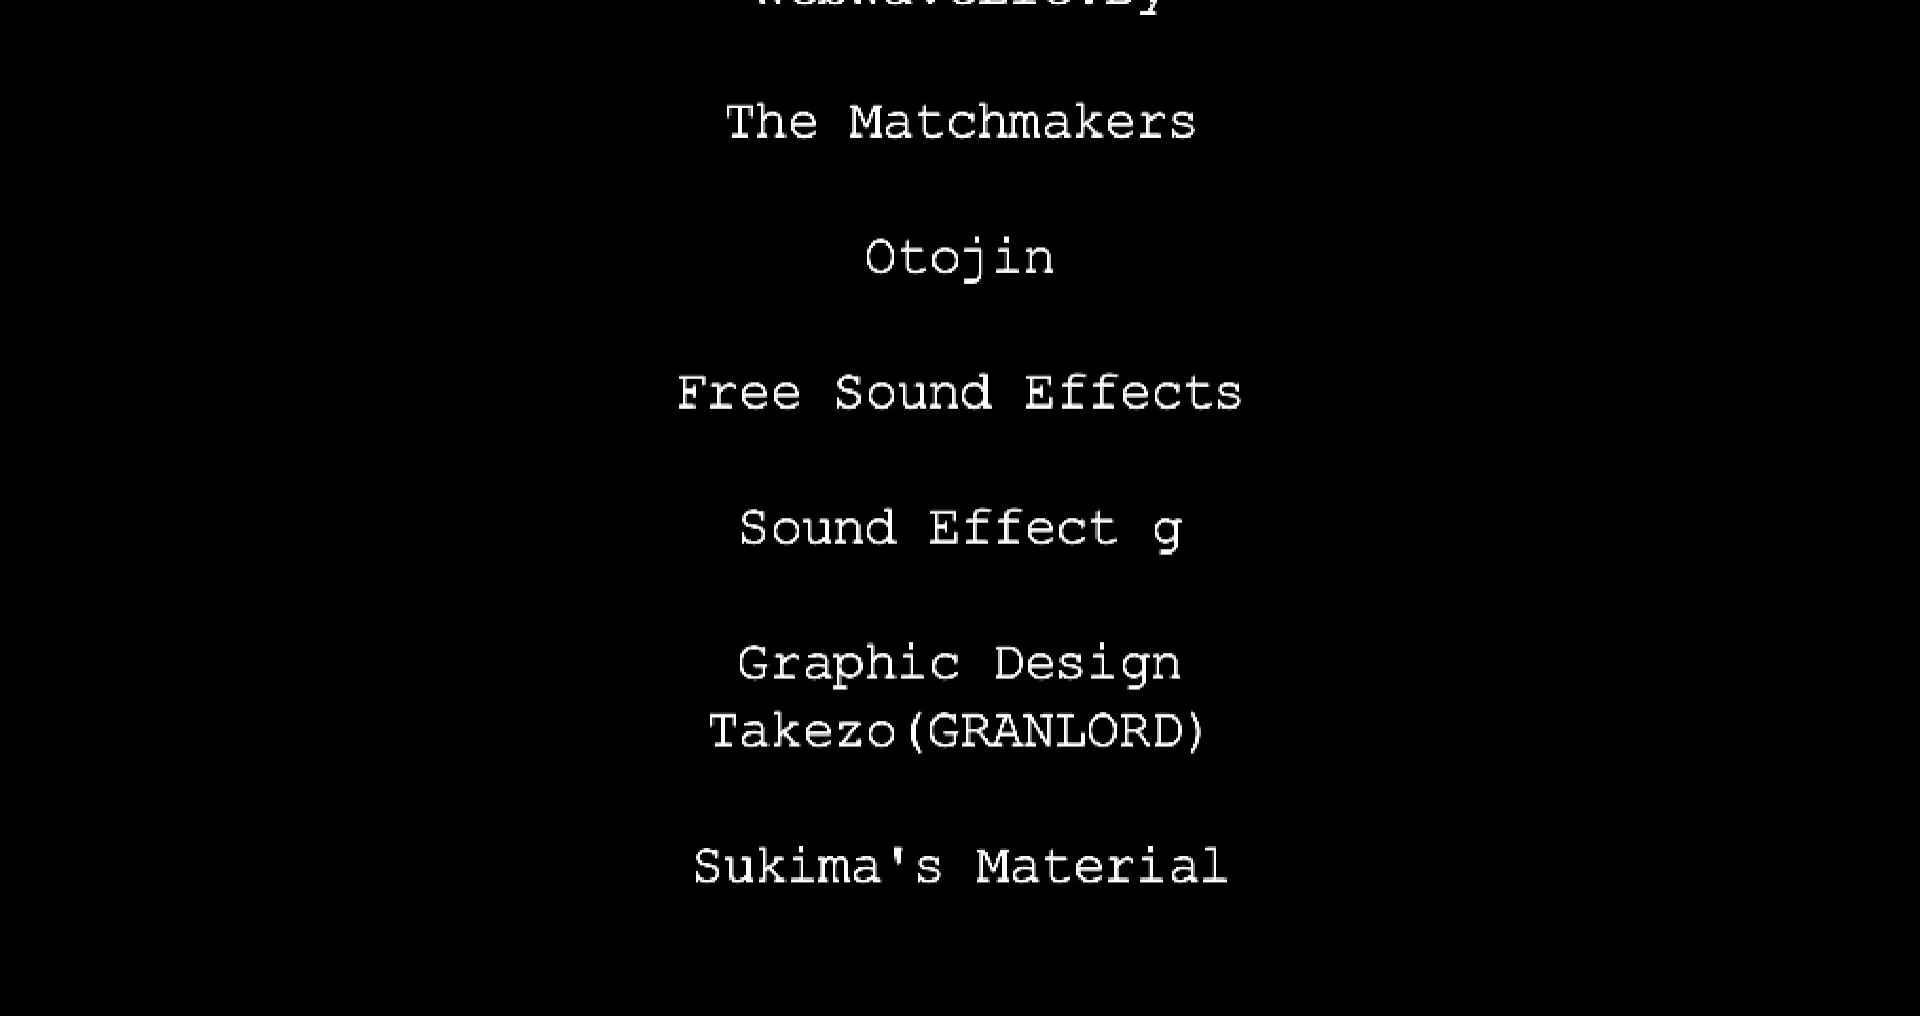 The Matchmakers
Otojin
Free Sound Effects
Sound Effect g
Graphic Design
Takezo(GRANLORD)
Sukima's Material